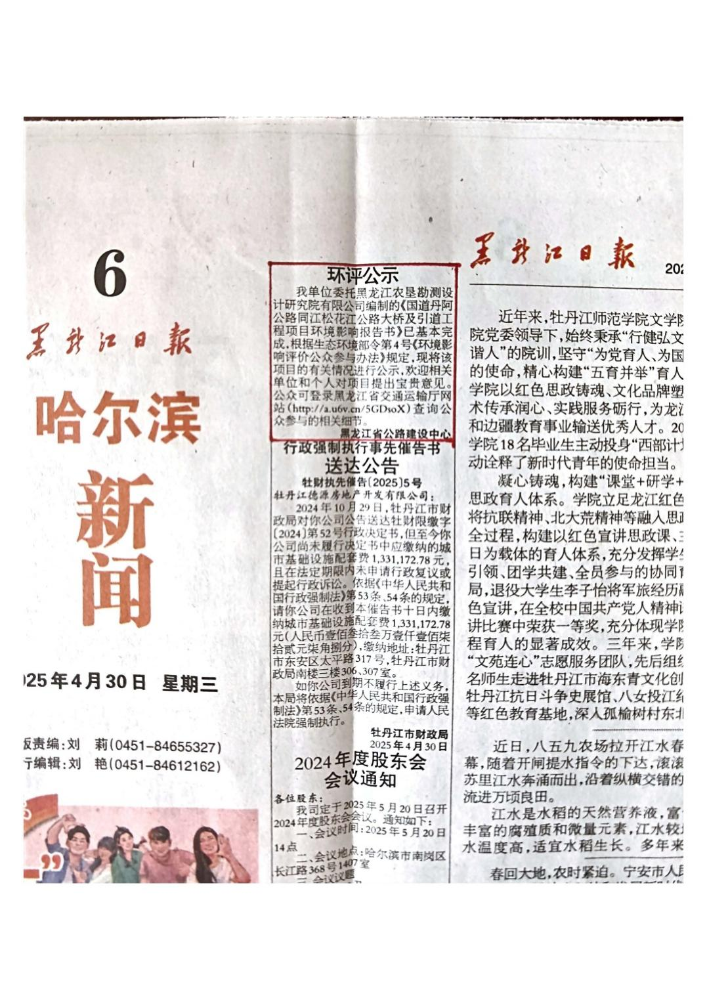 6
黑龙江日报
哈尔滨
新
闻
025年4月30日 星期三
版责编:刘 莉(0451-84655327)
行编辑:刘 艳(0451-84612162)
”
环评公示
我单位委托黑龙江农垦勘测设
计研究院有限公司编制的《国道丹阿
公路同江松花江公路大桥及引道工
程项目环境影响报告书》已基本完
成,根据生态环境部令第4号《环境影
响评价公众参与办法》规定,现将该
项目的有关情况进行公示,欢迎相关
单位和个人对项目提出宝贵意见。
公众可登录黑龙江省交通运输厅网
站(http://a.u6v.cn/5GDsoX)查询公
众参与的相关细节。
黑龙江省公路建设中心
行政强制执行事先催告书
送达公告
牡财执先催告[2025]5号
牡丹江德源房地产开发有限公司:
2024年10月29日,牡丹江市财
政局对你公司公告送达牡财限缴字
[2024]第52号行政决定书,但至今你
公司尚未履行决定书中应缴纳的城
市基础设施配套费1,331,172.78元,
且在法定期限内未申请行政复议或
提起行政诉讼。依据《中华人民共和
国行政强制法》第53条、54条的规定,
请你公司在收到本催告书十日内缴
纳城市基础设施配套费1,331,172.78
元(人民币壹佰叁拾叁万壹仟壹佰柒
拾贰元柒角捌分),缴纳地址:牡丹江
市东安区太平路317号,牡丹江市财
政局南楼三楼306、307室。
如你公司到期不履行上述义务,
本局将依据《中华人民共和国行政强
制法》第53条、54条的规定,申请人民
法院强制执行。
牡丹江市财政局
2025年4月30日
2024年度股东会
会议通知
各位股东:
我司定于2025年5月20日召开
2024年度股东会会议。通知如下:
一、会议时间:2025年5月20日
14点
二、会议地点:哈尔滨市南岗区
长江路368号1407室
三、会议议题
黑龙江日报
202
近年来,牡丹江师范学院文学院
院党委领导下,始终秉承“行健弘文
谐人”的院训,坚守“为党育人、为国
的使命,精心构建“五育并举”育人
学院以红色思政铸魂、文化品牌塑
术传承润心、实践服务砺行,为龙江
和边疆教育事业输送优秀人才。20
学院18名毕业生主动投身“西部计划
动诠释了新时代青年的使命担当。
凝心铸魂,构建“课堂+研学+
思政育人体系。学院立足龙江红色
将抗联精神、北大荒精神等融入思政
全过程,构建以红色宣讲思政课、主
日为载体的育人体系,充分发挥学生
引领、团学共建、全员参与的协同育
局,退役大学生李子怡将军旅经历融
色宣讲,在全校中国共产党人精神谱
讲比赛中荣获一等奖,充分体现学院
程育人的显著成效。三年来,学院
“文苑连心”志愿服务团队,先后组织
名师生走进牡丹江市海东青文化创
牡丹江抗日斗争史展馆、八女投江纪
等红色教育基地,深入孤榆树村东北
近日,八五九农场拉开江水春
幕,随着开闸提水指令的下达,滚滚
苏里江水奔涌而出,沿着纵横交错的
流进万顷良田。
江水是水稻的天然营养液,富含
丰富的腐殖质和微量元素,江水较
水温度高,适宜水稻生长。多年来
春回大地,农时紧迫。宁安市人民